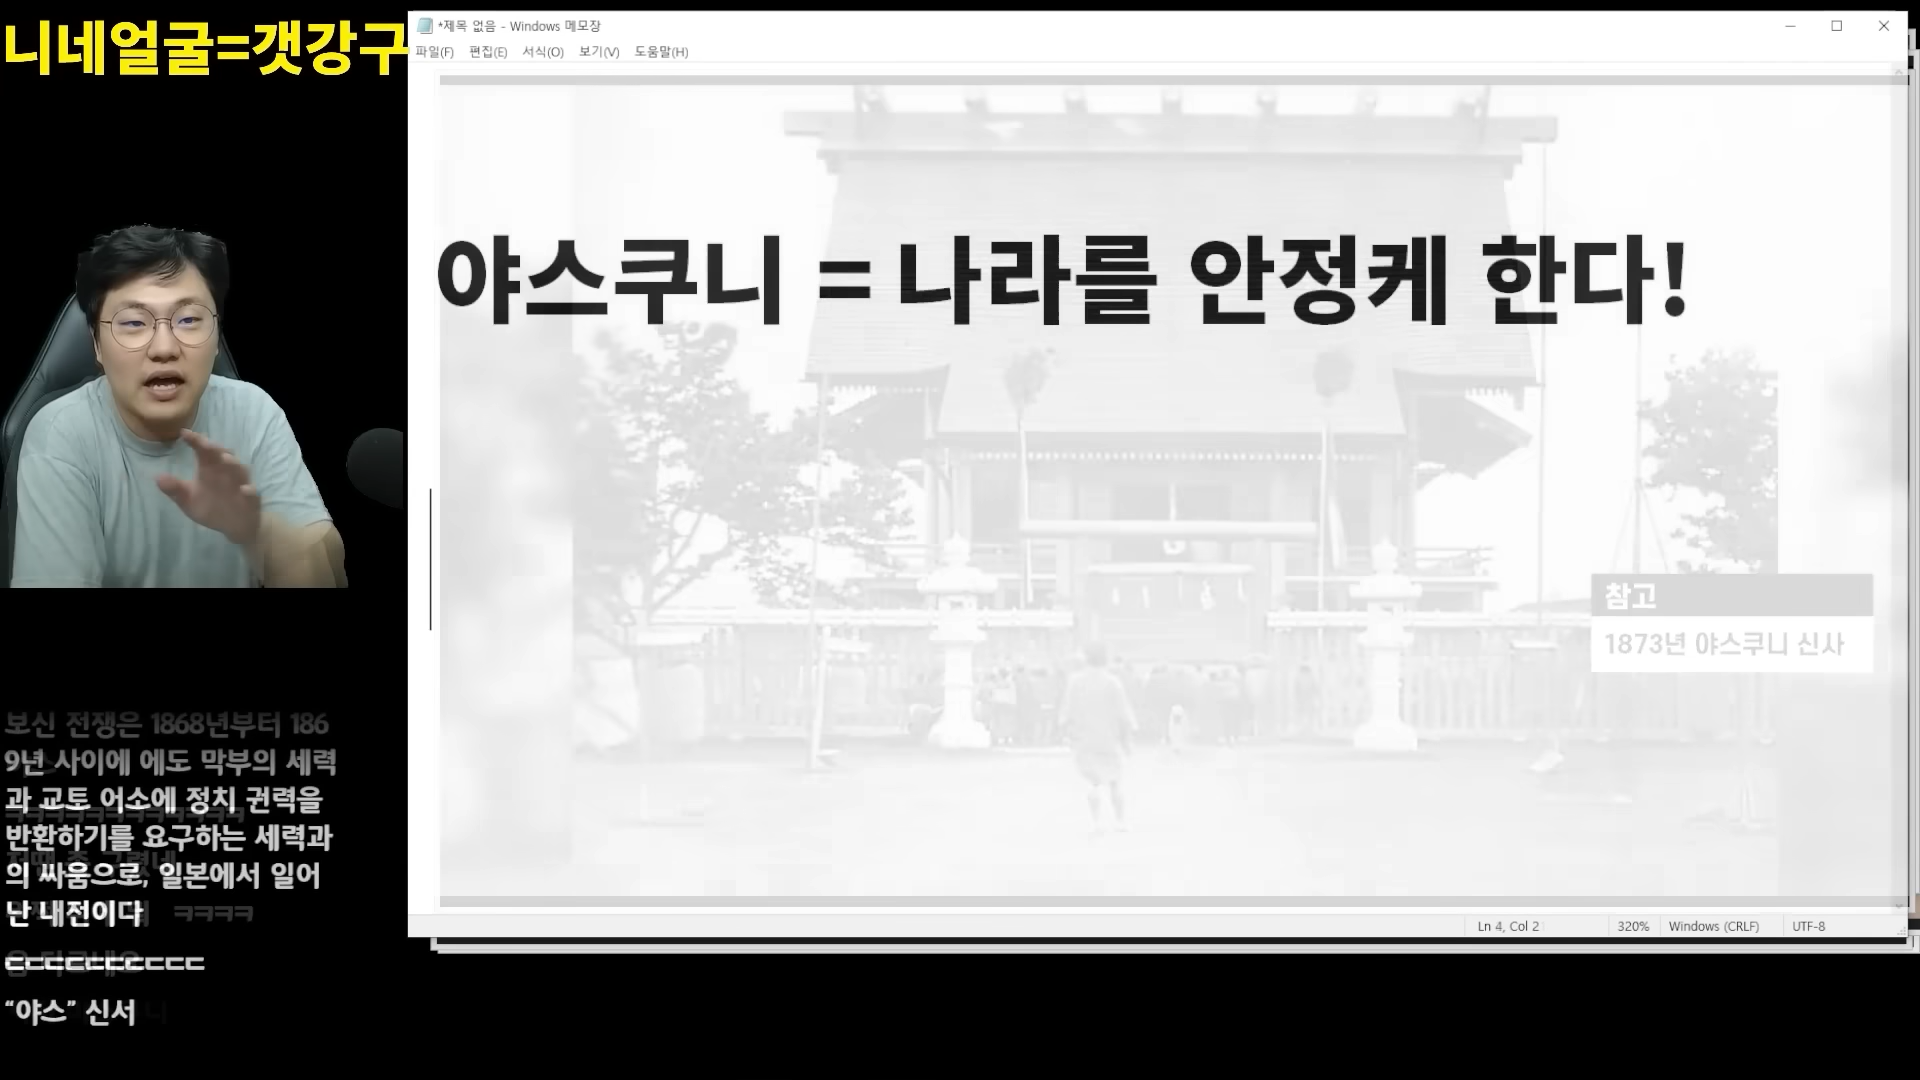 니네얼굴=갯강구
*제목 없음 - Windows 메모장
파일(F) 편집(E) 서식(O) 보기(V) 도움말(H)
야스쿠니 = 나라를 안정케 한다!
참고
1873년 야스쿠니 신사
보신 전쟁은 1868년부터 186
9년 사이에 에도 막부의 세력
과 교토 어소에 정치 권력을
반환하기를 요구하는 세력과
의 싸움으로, 일본에서 일어
난 내전이다
ㅋㅋㅋㅋ
ㄷㄷㄷㄷㄷㄷㄷㄷㄷㄷ
“야스” 신서
Ln 4, Col 2 320% Windows (CRLF) UTF-8